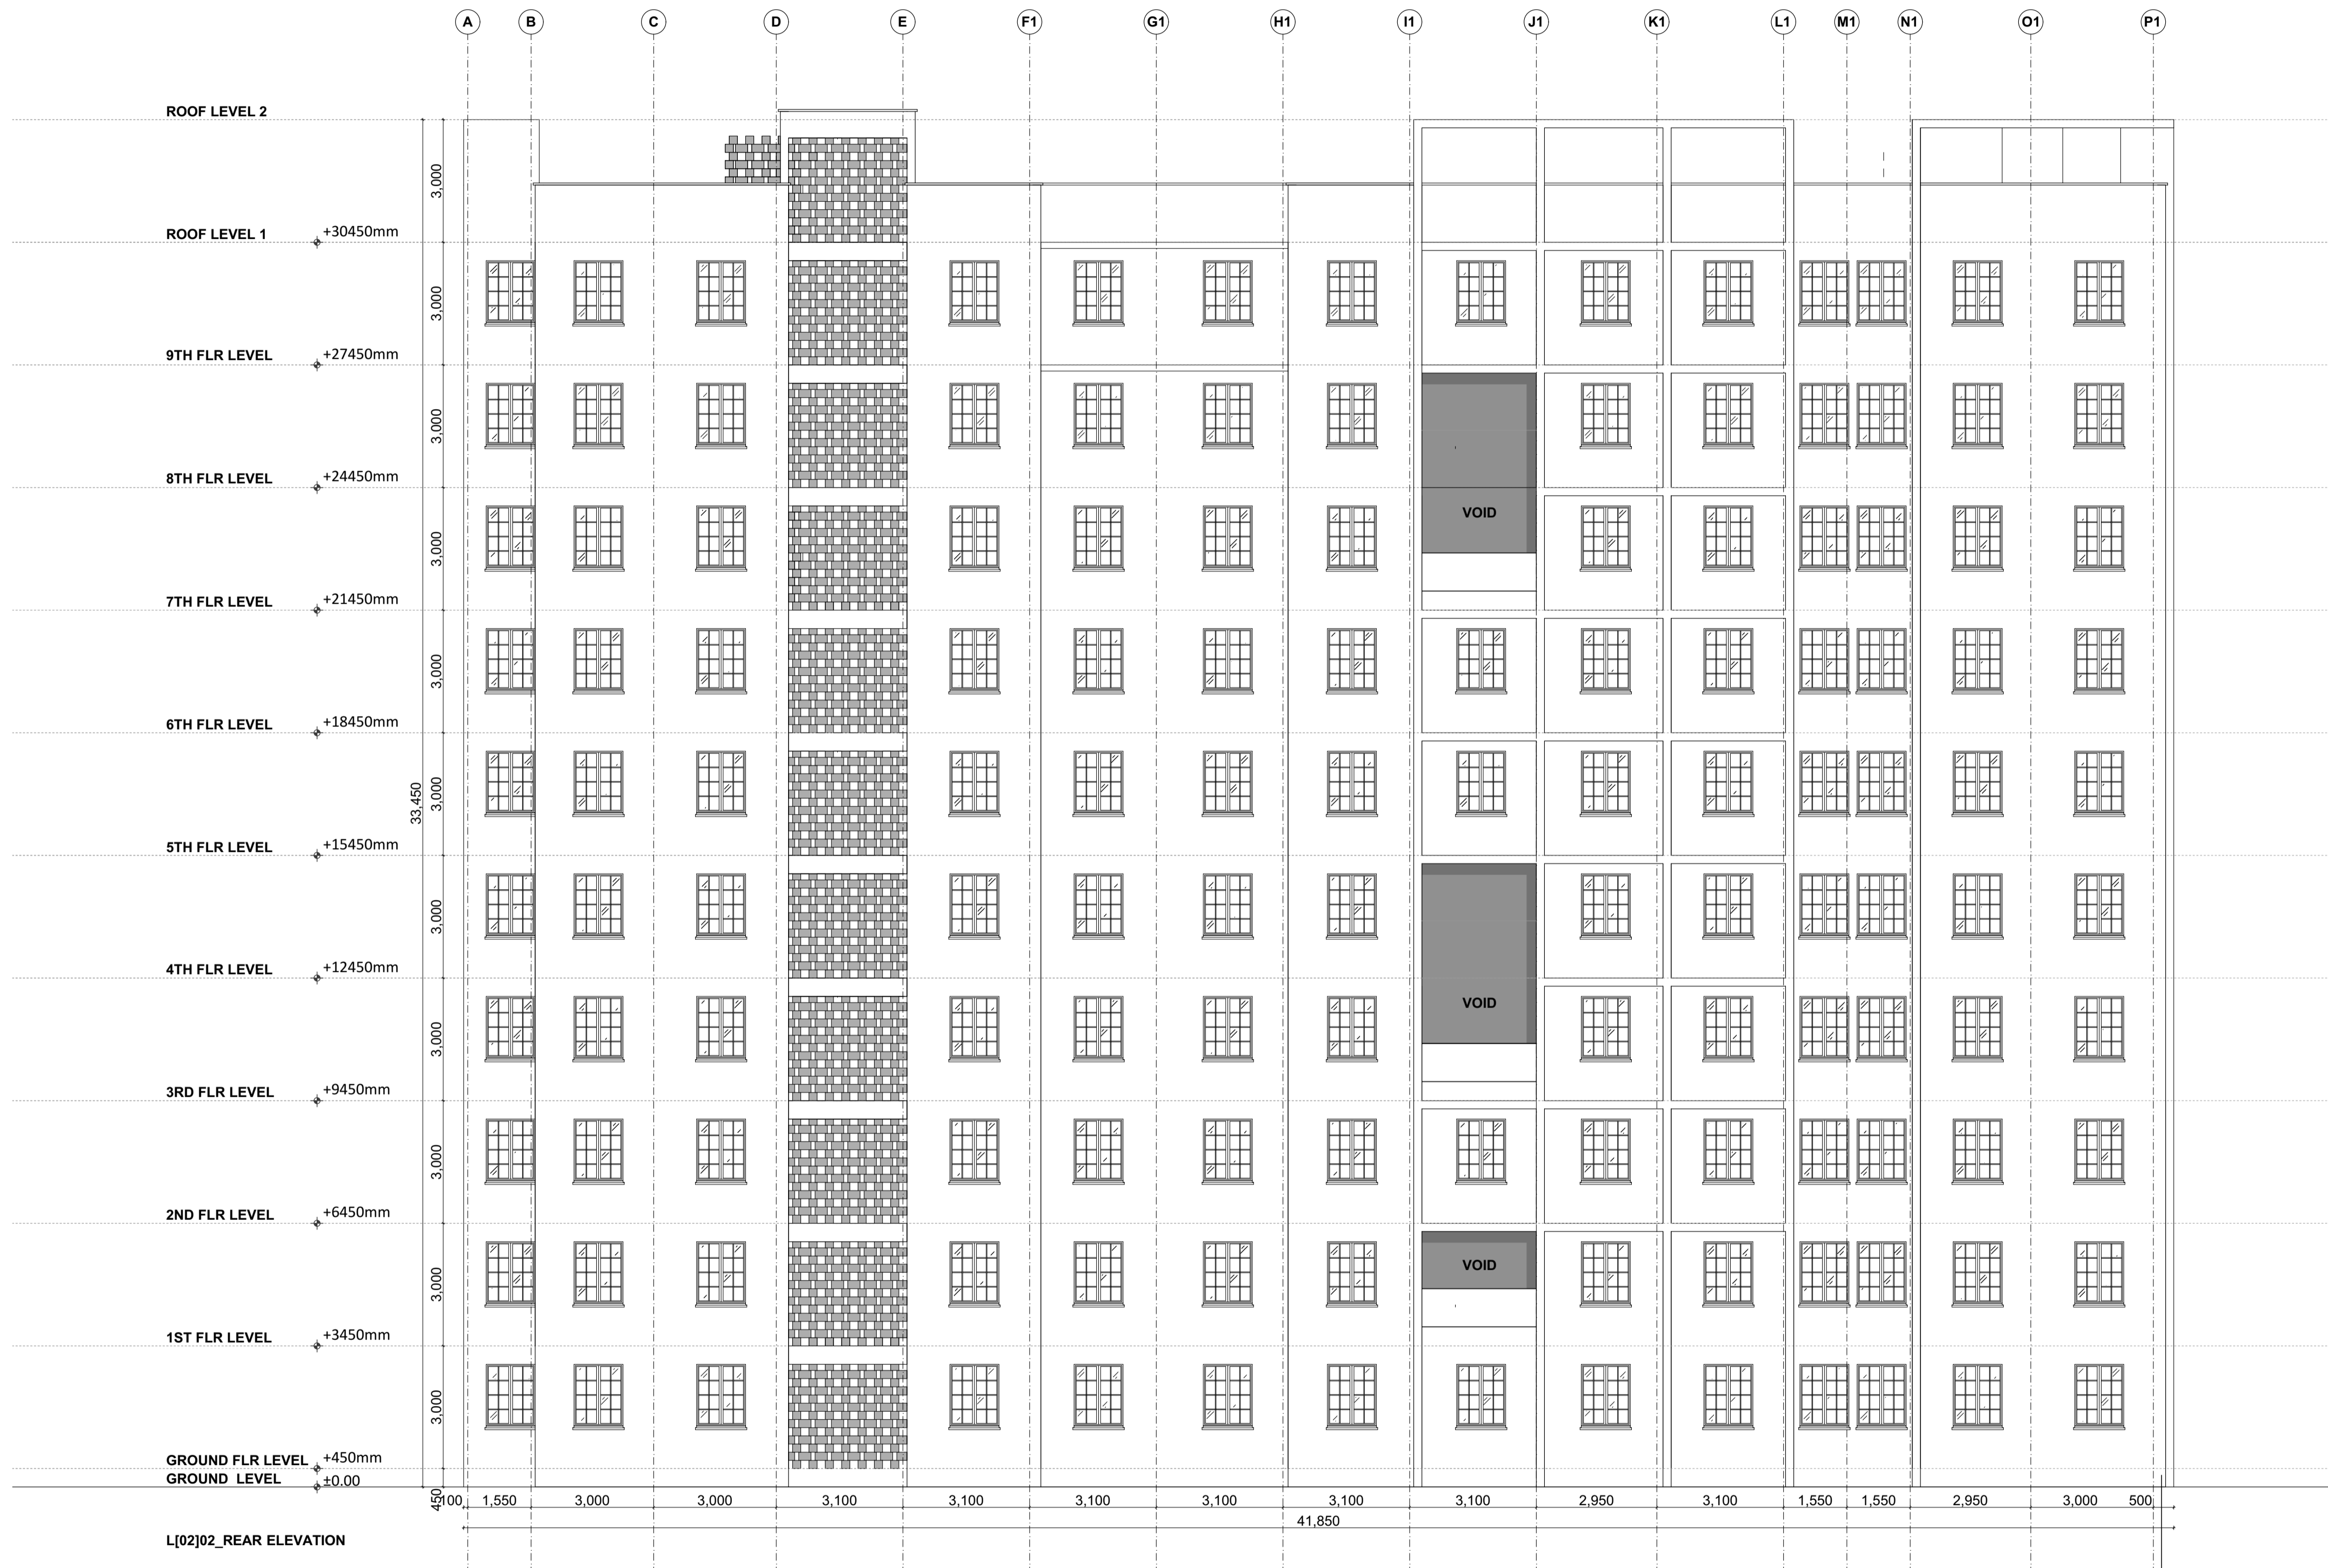 A B C D E F1 G1 H1 I1 J1 K1 L1 M1 N1 O1 P1
ROOF LEVEL 2
3,000
ROOF LEVEL 1 +30450mm
3,000
9TH FLR LEVEL +27450mm
3,000
8TH FLR LEVEL +24450mm
VOID
3,000
7TH FLR LEVEL +21450mm
3,000
6TH FLR LEVEL +18450mm
33,450
3,000
5TH FLR LEVEL +15450mm
3,000
4TH FLR LEVEL +12450mm
VOID
3,000
3RD FLR LEVEL +9450mm
3,000
2ND FLR LEVEL +6450mm
VOID
3,000
1ST FLR LEVEL +3450mm
3,000
GROUND FLR LEVEL +450mm
GROUND LEVEL ±0.00
450
100 1,550 3,000 3,000 3,100 3,100 3,100 3,100 3,100 3,100 2,950 3,100 1,550 1,550 2,950 3,000 500
41,850
L[02]02_REAR ELEVATION